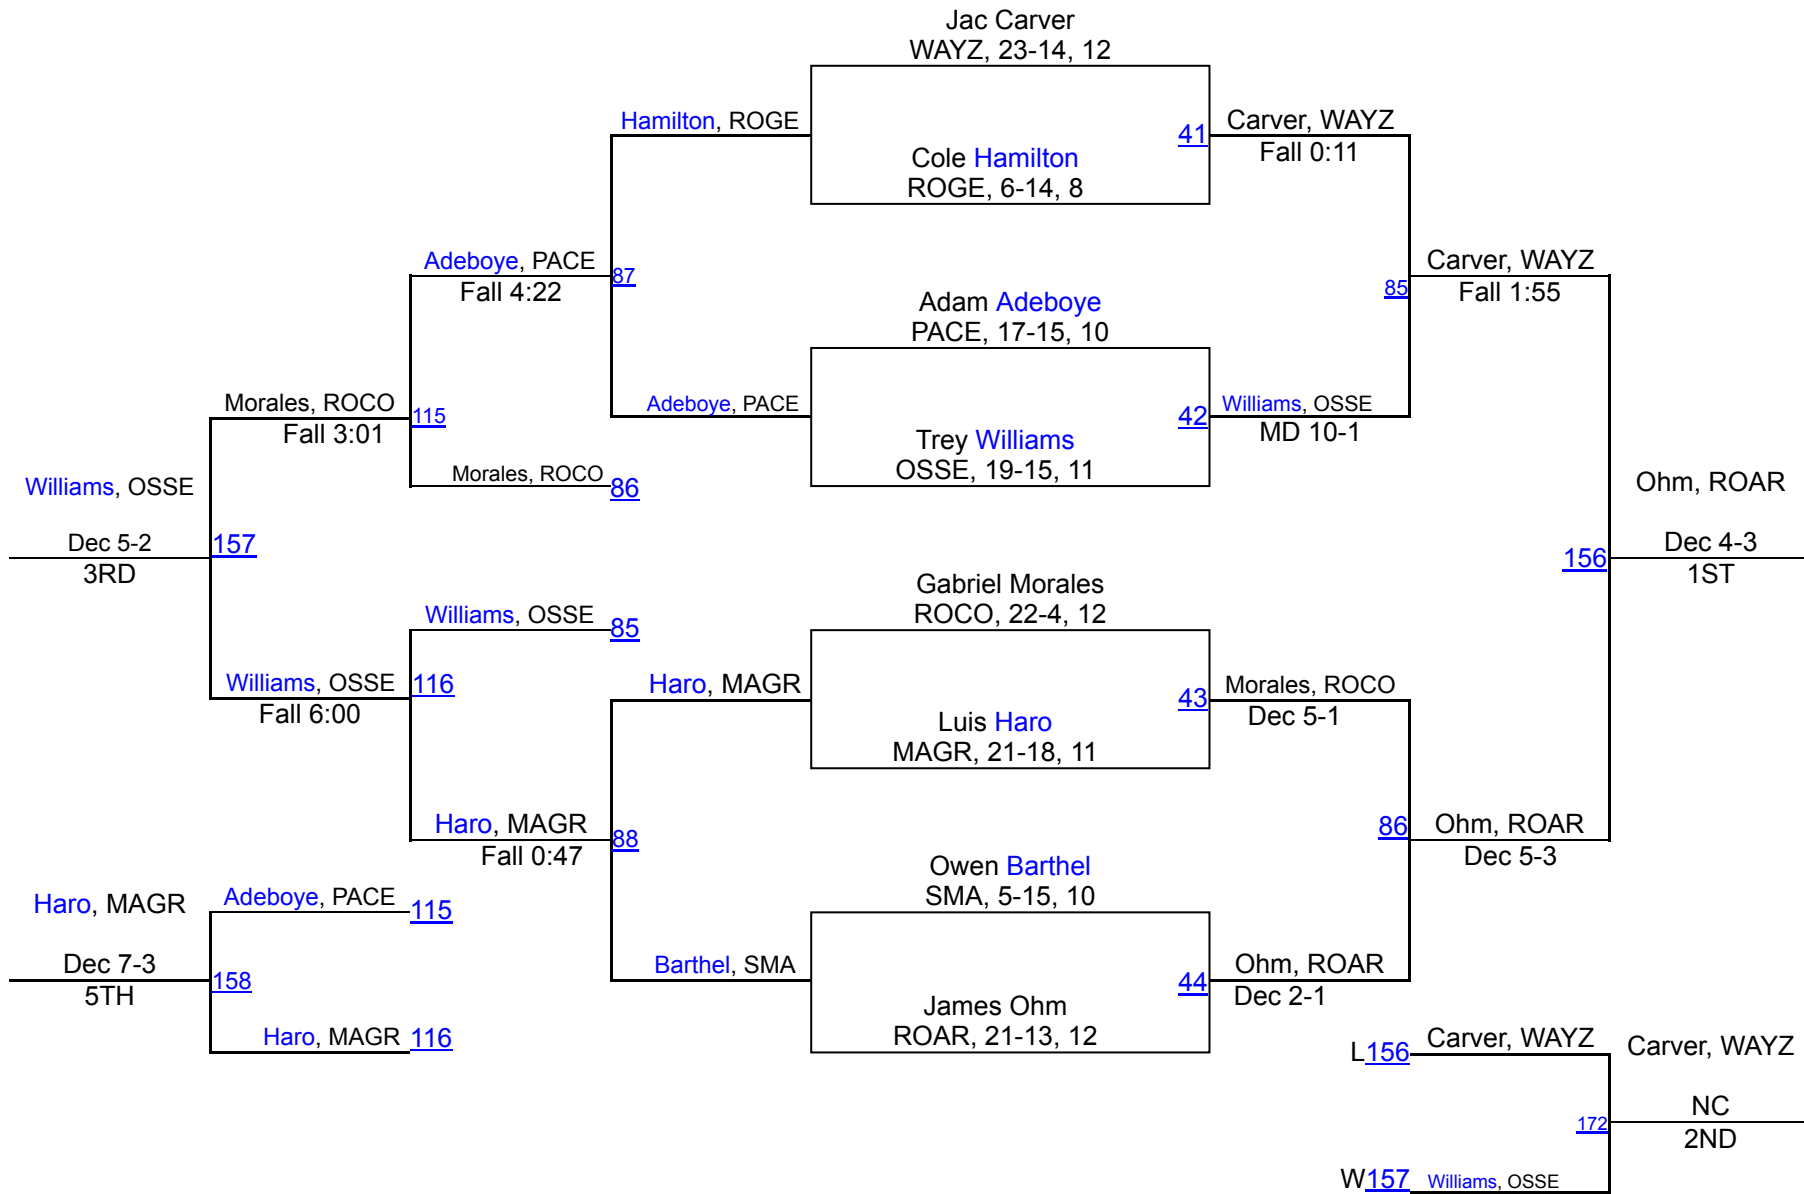 Jac Carver
WAYZ, 23-14, 12
Hamilton, ROGE
41
Carver, WAYZ
Fall 0:11
Cole Hamilton
ROGE, 6-14, 8
Adeboye, PACE
Fall 4:22
87
Carver, WAYZ
Fall 1:55
85
Adam Adeboye
PACE, 17-15, 10
Morales, ROCO
Fall 3:01
115
Adeboye, PACE
42
Williams, OSSE
MD 10-1
Trey Williams
OSSE, 19-15, 11
Morales, ROCO
86
Williams, OSSE
Dec 5-2
3RD
157
Ohm, ROAR
Dec 4-3
1ST
156
Gabriel Morales
ROCO, 22-4, 12
Williams, OSSE
85
Williams, OSSE
Fall 6:00
116
Haro, MAGR
43
Morales, ROCO
Dec 5-1
Luis Haro
MAGR, 21-18, 11
Haro, MAGR
Fall 0:47
88
86
Ohm, ROAR
Dec 5-3
Owen Barthel
SMA, 5-15, 10
Haro, MAGR
Dec 7-3
5TH
Adeboye, PACE
115
158
Barthel, SMA
44
Ohm, ROAR
Dec 2-1
James Ohm
ROAR, 21-13, 12
Haro, MAGR
116
L156
Carver, WAYZ
Carver, WAYZ
NC
2ND
172
W157
Williams, OSSE